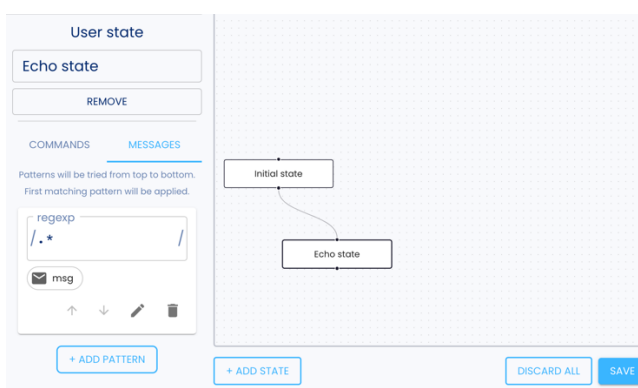 User state
Echo state
REMOVE
COMMANDS MESSAGES
Patterns will be tried from top to bottom.
First matching pattern will be applied.
regexp
/.* /
msg
+ ADD PATTERN
Initial state
Echo state
+ ADD STATE
DISCARD ALL
SAVE